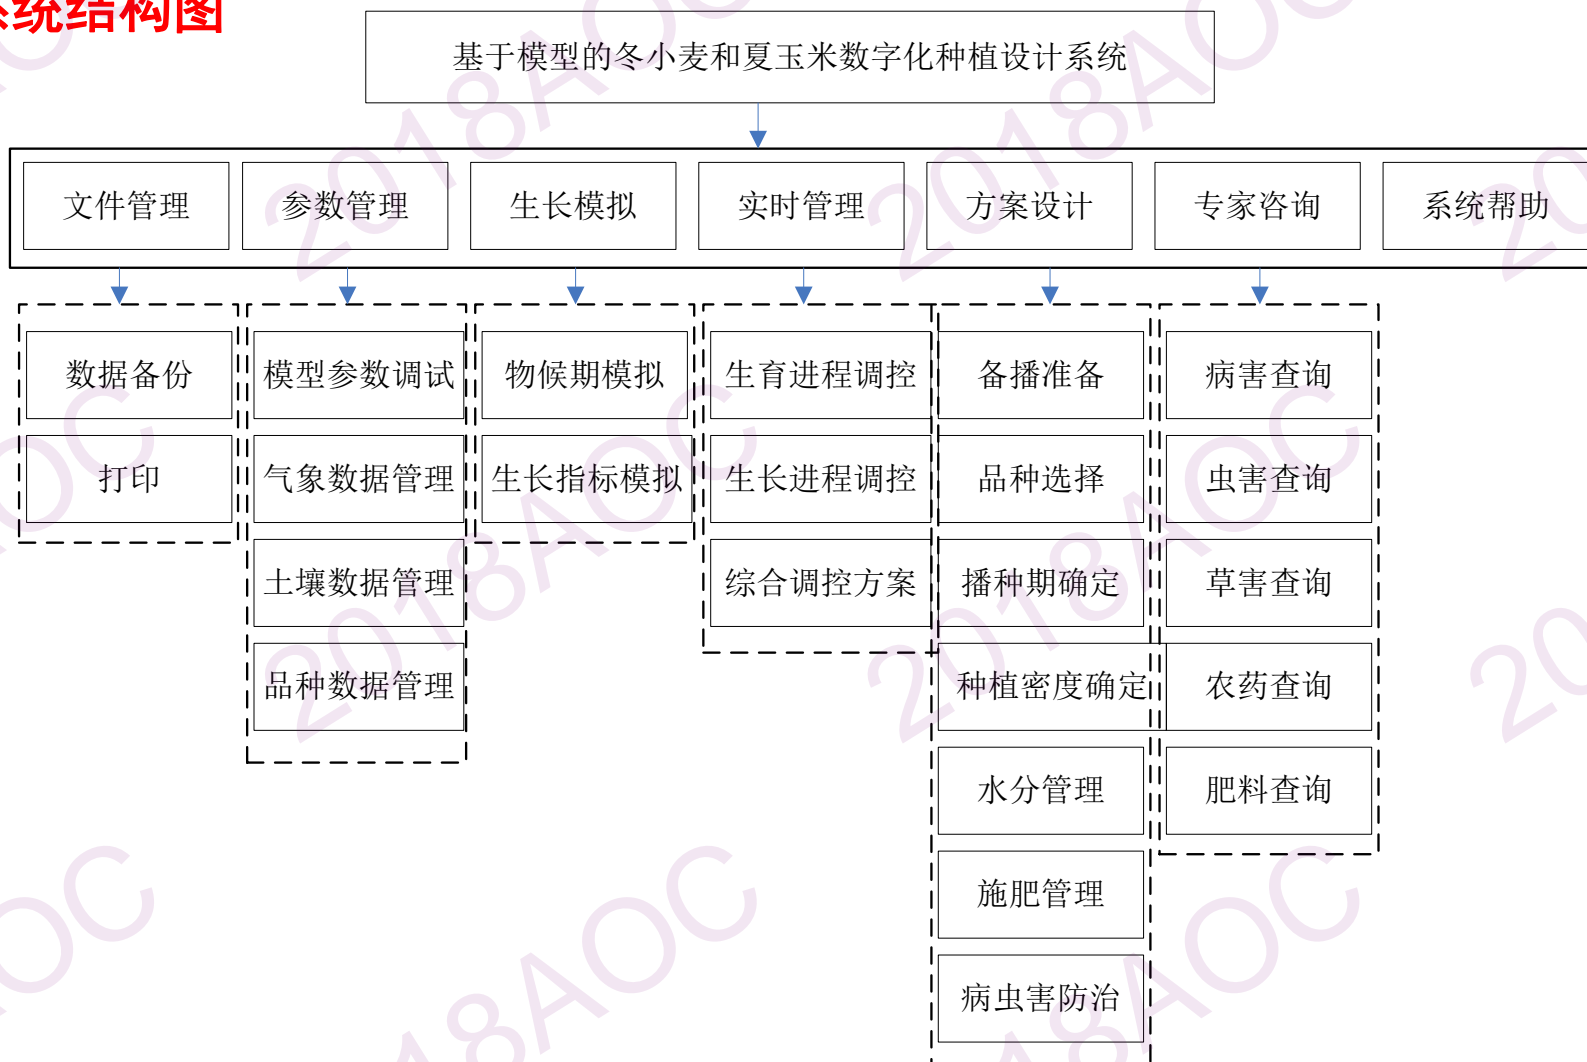 系统结构图
基于模型的冬小麦和夏玉米数字化种植设计系统
文件管理
参数管理
生长模拟
实时管理
方案设计
专家咨询
系统帮助
数据备份
打印
模型参数调试
气象数据管理
土壤数据管理
品种数据管理
物候期模拟
生长指标模拟
生育进程调控
生长进程调控
综合调控方案
备播准备
品种选择
播种期确定
种植密度确定
水分管理
施肥管理
病虫害防治
病害查询
虫害查询
草害查询
农药查询
肥料查询
2018AOC
2018AOC
2018AOC
2018AOC